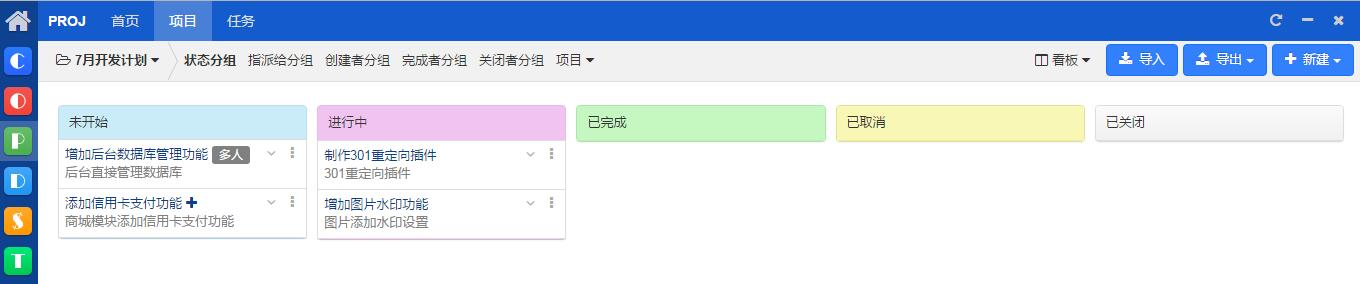 PROJ 首页 项目 任务
7月开发计划 状态分组 指派给分组 创建者分组 完成者分组 关闭者分组 项目 看板 导入 导出 新建
未开始 进行中 已完成 已取消 已关闭
增加后台数据库管理功能 多人
后台直接管理数据库
添加信用卡支付功能
商城模块添加信用卡支付功能
制作301重定向插件
301重定向插件
增加图片水印功能
图片添加水印设置
C
D
P
D
$
T